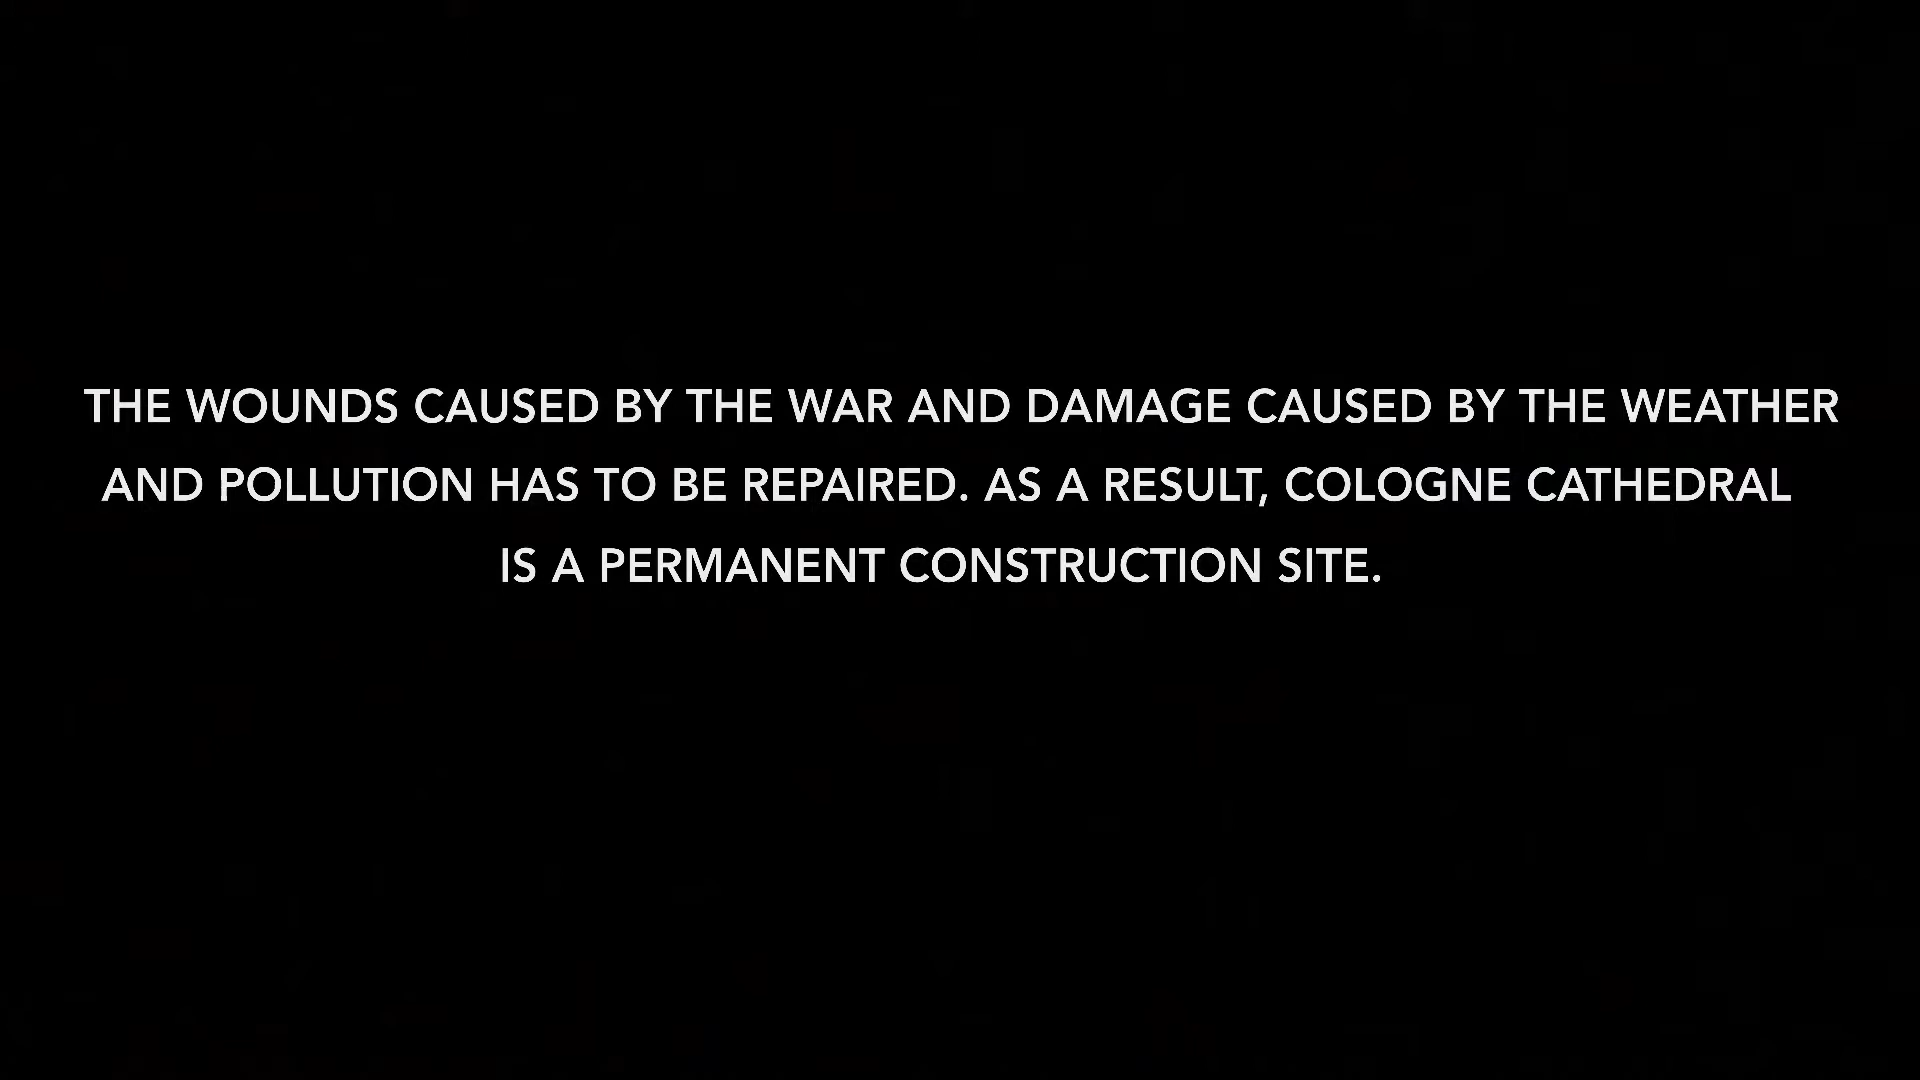 THE WOUNDS CAUSED BY THE WAR AND DAMAGE CAUSED BY THE WEATHER
AND POLLUTION HAS TO BE REPAIRED. AS A RESULT, COLOGNE CATHEDRAL
IS A PERMANENT CONSTRUCTION SITE.